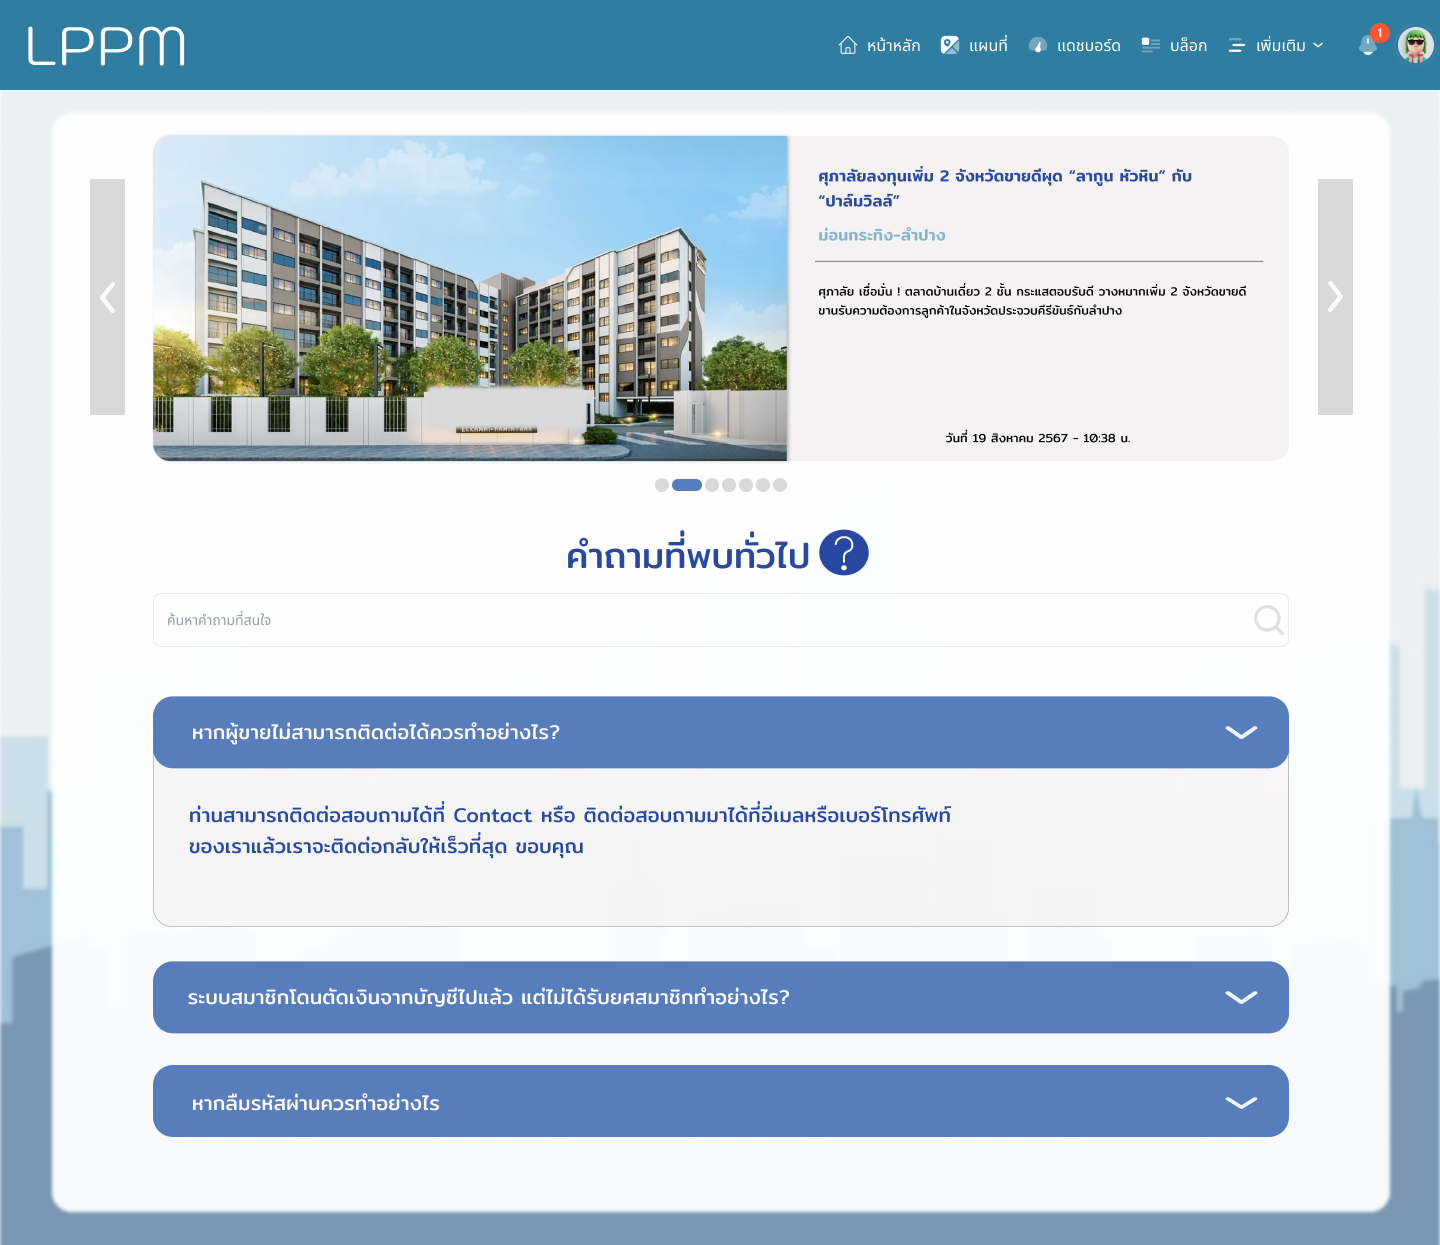 LPPM
หน้าหลัก
แผนที่
แดชบอร์ด
บล็อก
เพิ่มเติม
1
ศุภาลัยลงทุนเพิ่ม 2 จังหวัดขายดีผุด “ลากูน หัวหิน” กับ
“ปาล์มวิลล์”
ม่อนกระทิง-ลำปาง
ศุภาลัย เชื่อมั่น ! ตลาดบ้านเดี่ยว 2 ชั้น กระแสตอบรับดี วางหมากเพิ่ม 2 จังหวัดขายดี
ขานรับความต้องการลูกค้าในจังหวัดประจวบคีรีขันธ์กับลำปาง
วันที่ 19 สิงหาคม 2567 - 10:38 น.
คำถามที่พบทั่วไป ?
ค้นหาคำถามที่สนใจ
หากผู้ขายไม่สามารถติดต่อได้ควรทำอย่างไร?
ท่านสามารถติดต่อสอบถามได้ที่ Contact หรือ ติดต่อสอบถามมาได้ที่อีเมลหรือเบอร์โทรศัพท์
ของเราแล้วเราจะติดต่อกลับให้เร็วที่สุด ขอบคุณ
ระบบสมาชิกโดนตัดเงินจากบัญชีไปแล้ว แต่ไม่ได้รับยศสมาชิกทำอย่างไร?
หากลืมรหัสผ่านควรทำอย่างไร